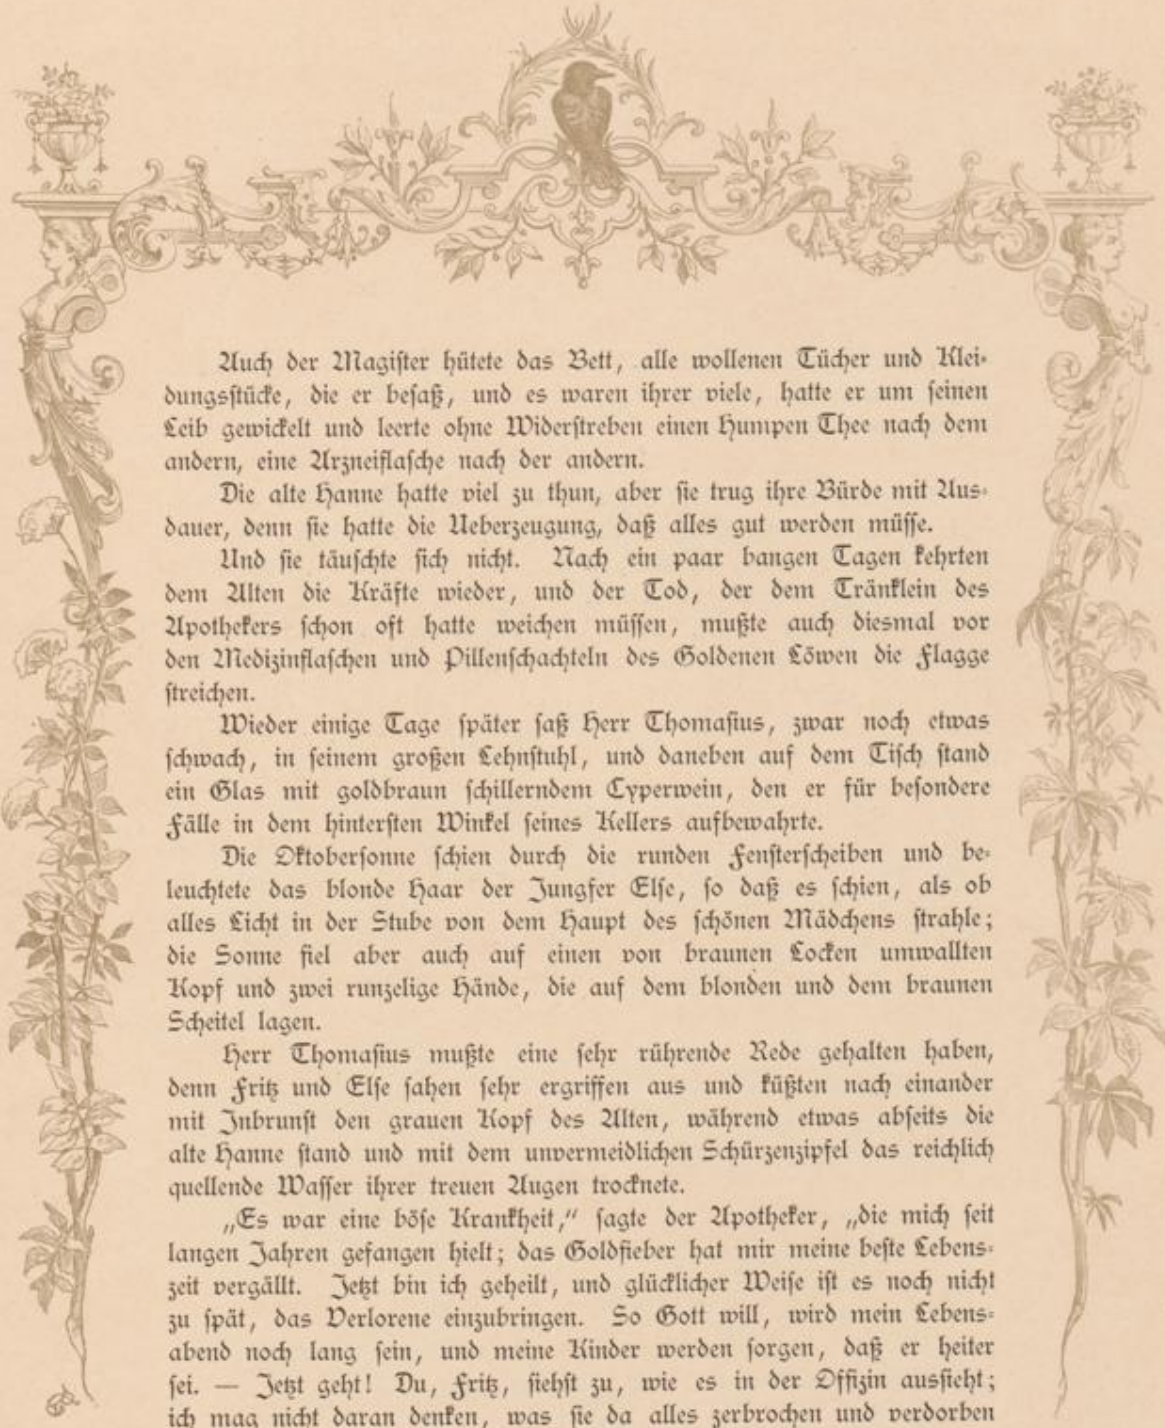 Auch der Magister hütete das Bett, alle wollenen Tücher und Klei-
dungsstücke, die er besaß, und es waren ihrer viele, hatte er um seinen
Leib gewickelt und leerte ohne Widerstreben einen Humpen Thee nach dem
andern, eine Arzneiflasche nach der andern.
Die alte Hanne hatte viel zu thun, aber sie trug ihre Bürde mit Aus-
dauer, denn sie hatte die Ueberzeugung, daß alles gut werden müsse.
Und sie täuschte sich nicht. Nach ein paar bangen Tagen kehrten
dem Alten die Kräfte wieder, und der Tod, der dem Tränklein des
Apothekers schon oft hatte weichen müssen, mußte auch diesmal vor
den Medizinflaschen und Pillenschachteln des Goldenen Löwen die Flagge
streichen.
Wieder einige Tage später saß Herr Thomasius, zwar noch etwas
schwach, in seinem großen Lehnstuhl, und daneben auf dem Tisch stand
ein Glas mit goldbraun schillerndem Cyperwein, den er für besondere
Fälle in dem hintersten Winkel seines Kellers aufbewahrte.
Die Oktobersonne schien durch die runden Fensterscheiben und be-
leuchtete das blonde Haar der Jungfer Else, so daß es schien, als ob
alles Licht in der Stube von dem Haupt des schönen Mädchens strahle;
die Sonne fiel aber auch auf einen von braunen Locken umwallten
Kopf und zwei runzelige Hände, die auf dem blonden und dem braunen
Scheitel lagen.
Herr Thomasius mußte eine sehr rührende Rede gehalten haben,
denn Fritz und Else sahen sehr ergriffen aus und küßten nach einander
mit Inbrunst den grauen Kopf des Alten, während etwas abseits die
alte Hanne stand und mit dem unvermeidlichen Schürzenzipfel das reichlich
quellende Wasser ihrer treuen Augen trocknete.
„Es war eine böse Krankheit,“ sagte der Apotheker, „die mich seit
langen Jahren gefangen hielt; das Goldfieber hat mir meine beste Lebens-
zeit vergällt. Jetzt bin ich geheilt, und glücklicher Weise ist es noch nicht
zu spät, das Verlorene einzubringen. So Gott will, wird mein Lebens-
abend noch lang sein, und meine Kinder werden sorgen, daß er heiter
sei. — Jetzt geht! Du, Fritz, siehst zu, wie es in der Offizin aussieht;
ich mag nicht daran denken, was sie da alles zerbrochen und verdorben